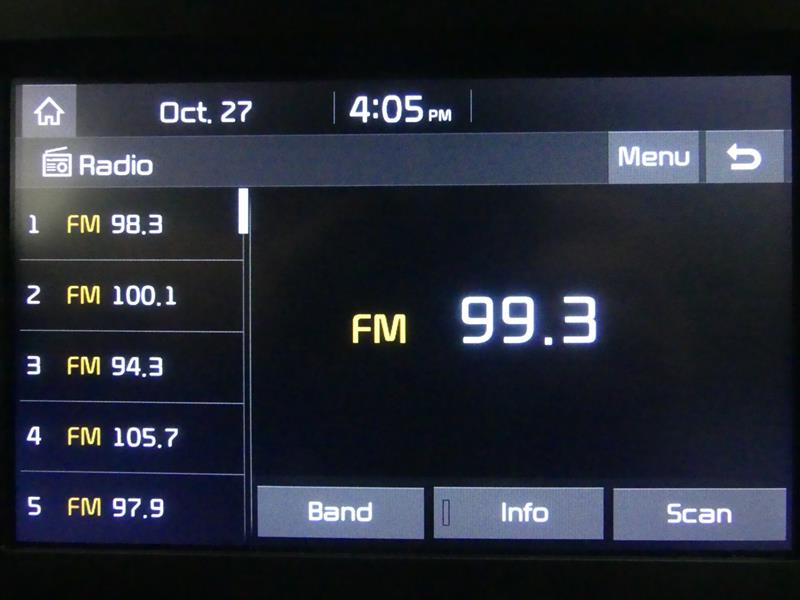 Oct. 27 4:05 PM
Radio Menu
1 FM 98.3
2 FM 100.1
3 FM 94.3
4 FM 105.7
5 FM 97.9
FM 99.3
Band Info Scan